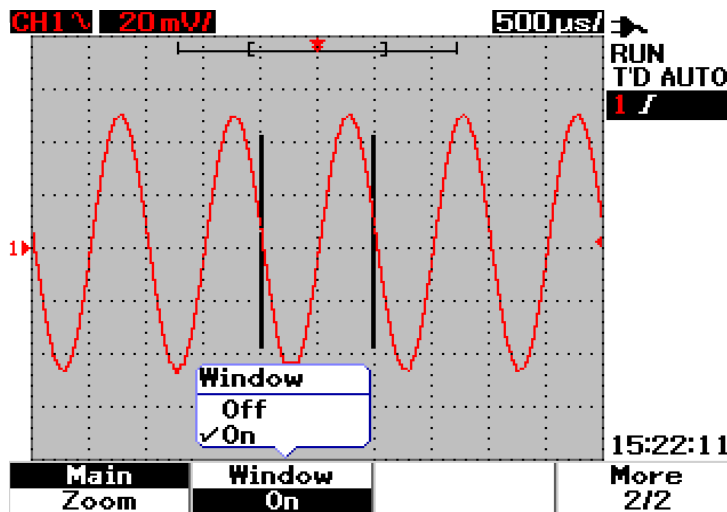 CH1 20 mV/ 500 µs/
RUN
T'D AUTO
1
1
Window
Off
✓On
15:22:11
Main Window More
Zoom On 2/2